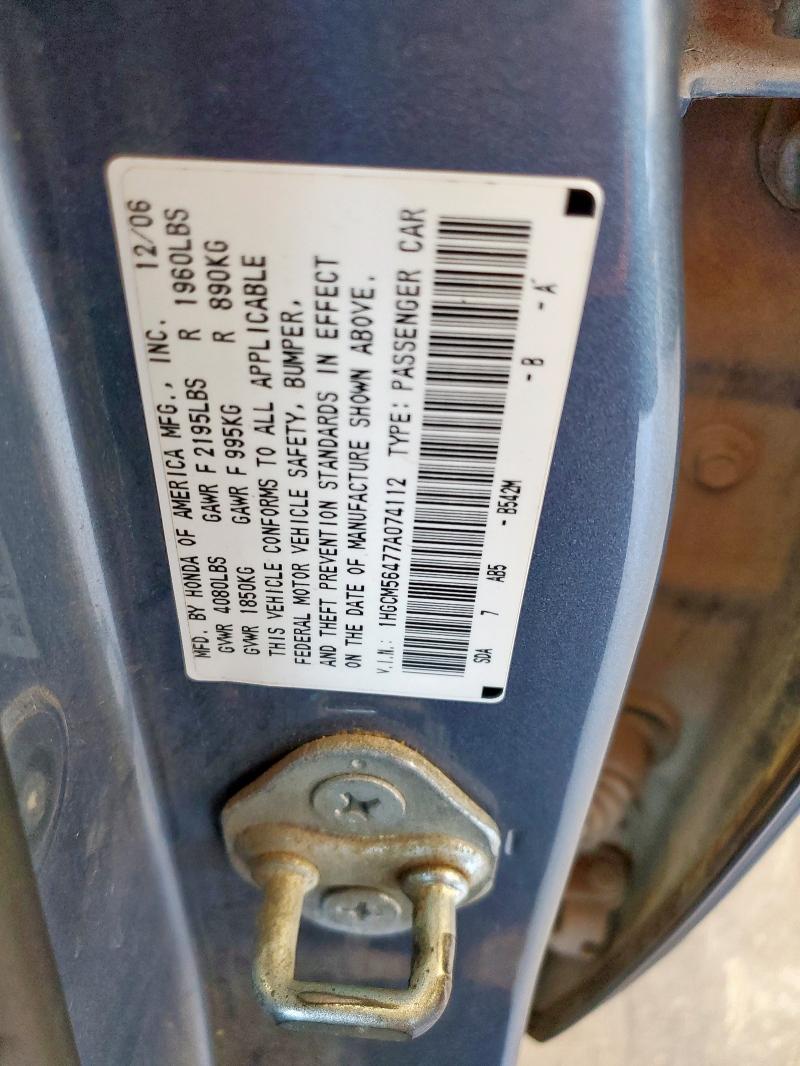 MFD. BY HONDA OF AMERICA MFG., INC. 12/06
GVWR 4080LBS GAWR F 2195LBS R 1960LBS
GVWR 1850KG GAWR F 995KG R 890KG
THIS VEHICLE CONFORMS TO ALL APPLICABLE
FEDERAL MOTOR VEHICLE SAFETY, BUMPER,
AND THEFT PREVENTION STANDARDS IN EFFECT
ON THE DATE OF MANUFACTURE SHOWN ABOVE.
V.I.N.: 1HGCM56477A074112 TYPE: PASSENGER CAR
SDA 7 AB5 - B542M - B - A